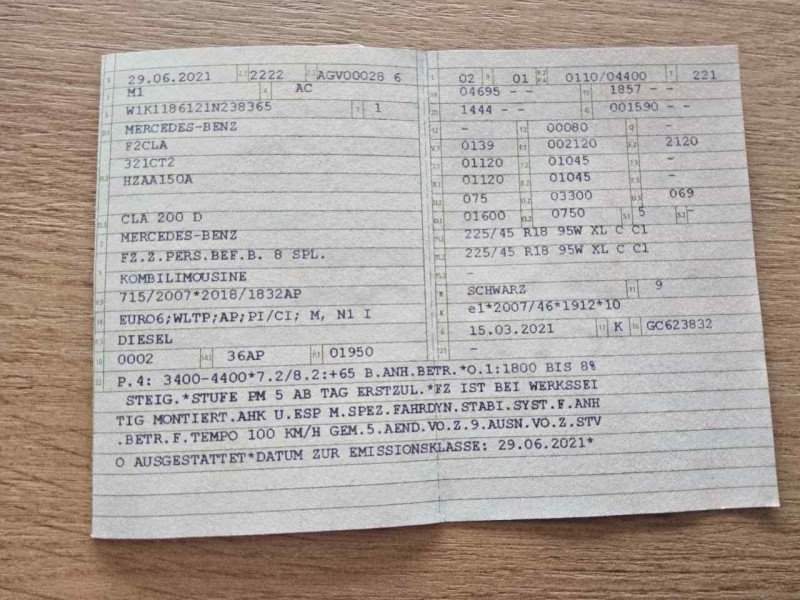 29.06.2021 2222 AGV00028 6
M1 AC
W1K1186121N238365 1
MERCEDES-BENZ
F2CLA
321CT2
HZAA150A
CLA 200 D
MERCEDES-BENZ
FZ.Z.PERS.BEF.B. 8 SPL.
KOMBILIMOUSINE
715/2007*2018/1832AP
EURO6;WLTP;AP;PI/CI; M, N1 I
DIESEL
0002 36AP 01950
02 01 0110/04400 221
04695 - - 1857 - -
1444 - - 001590 - -
- 00080
0139 002120 2120
01120 01045 -
01120 01045 -
075 03300 069
01600 0750 5 -
225/45 R18 95W XL C C1
225/45 R18 95W XL C C1
-
SCHWARZ 9
e1*2007/46*1912*10
15.03.2021 K GC623832
-
P.4: 3400-4400*7.2/8.2:+65 B.ANH.BETR.*O.1:1800 BIS 8%
STEIG.*STUFE PM 5 AB TAG ERSTZUL.*FZ IST BEI WERKSSEI
TIG MONTIERT.AHK U.ESP M.SPEZ.FAHRDYN.STABI.SYST.F.ANH
.BETR.F.TEMPO 100 KM/H GEM.5.AEND.VO.Z.9.AUSN.VO.Z.STV
O AUSGESTATTET*DATUM ZUR EMISSIONSKLASSE: 29.06.2021*